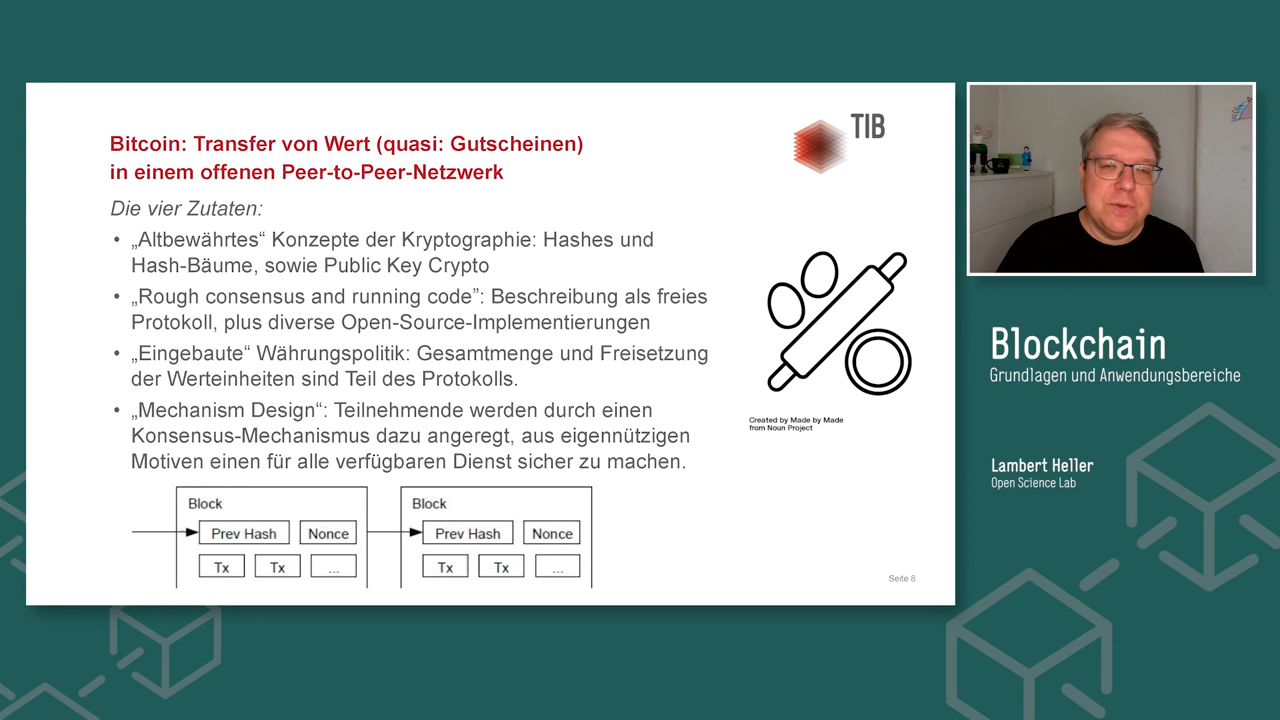 Bitcoin: Transfer von Wert (quasi: Gutscheinen)
in einem offenen Peer-to-Peer-Netzwerk
TIB
Die vier Zutaten:
• „Altbewährtes“ Konzepte der Kryptographie: Hashes und
Hash-Bäume, sowie Public Key Crypto
• „Rough consensus and running code”: Beschreibung als freies
Protokoll, plus diverse Open-Source-Implementierungen
• „Eingebaute“ Währungspolitik: Gesamtmenge und Freisetzung
der Werteinheiten sind Teil des Protokolls.
• „Mechanism Design“: Teilnehmende werden durch einen
Konsensus-Mechanismus dazu angeregt, aus eigennützigen
Motiven einen für alle verfügbaren Dienst sicher zu machen.
Created by Made by Made
from Noun Project
Block
Prev Hash
Nonce
Tx
Tx
...
Block
Prev Hash
Nonce
Tx
Tx
...
Seite 8
Blockchain
Grundlagen und Anwendungsbereiche
Lambert Heller
Open Science Lab